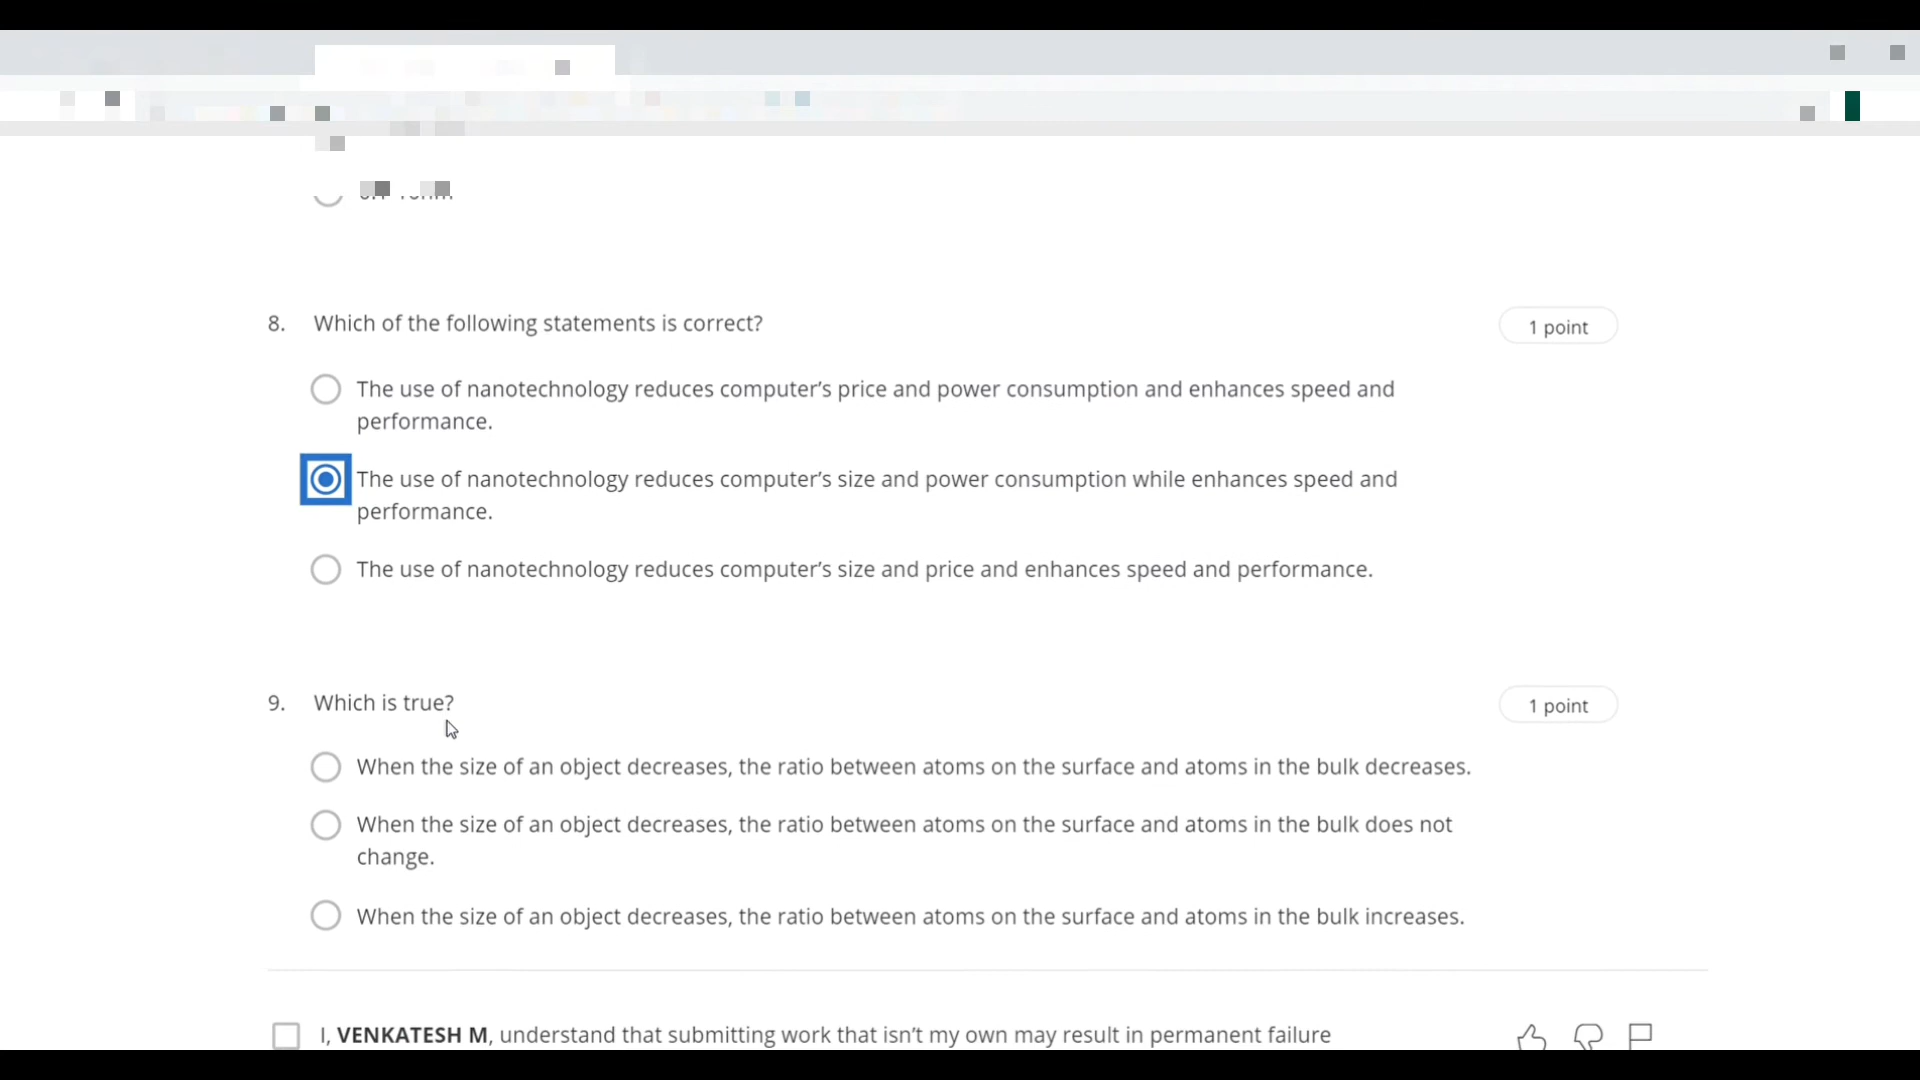 8. Which of the following statements is correct?
1 point
The use of nanotechnology reduces computer’s price and power consumption and enhances speed and
performance.
The use of nanotechnology reduces computer’s size and power consumption while enhances speed and
performance.
The use of nanotechnology reduces computer’s size and price and enhances speed and performance.
9. Which is true?
1 point
When the size of an object decreases, the ratio between atoms on the surface and atoms in the bulk decreases.
When the size of an object decreases, the ratio between atoms on the surface and atoms in the bulk does not
change.
When the size of an object decreases, the ratio between atoms on the surface and atoms in the bulk increases.
I, VENKATESH M, understand that submitting work that isn’t my own may result in permanent failure